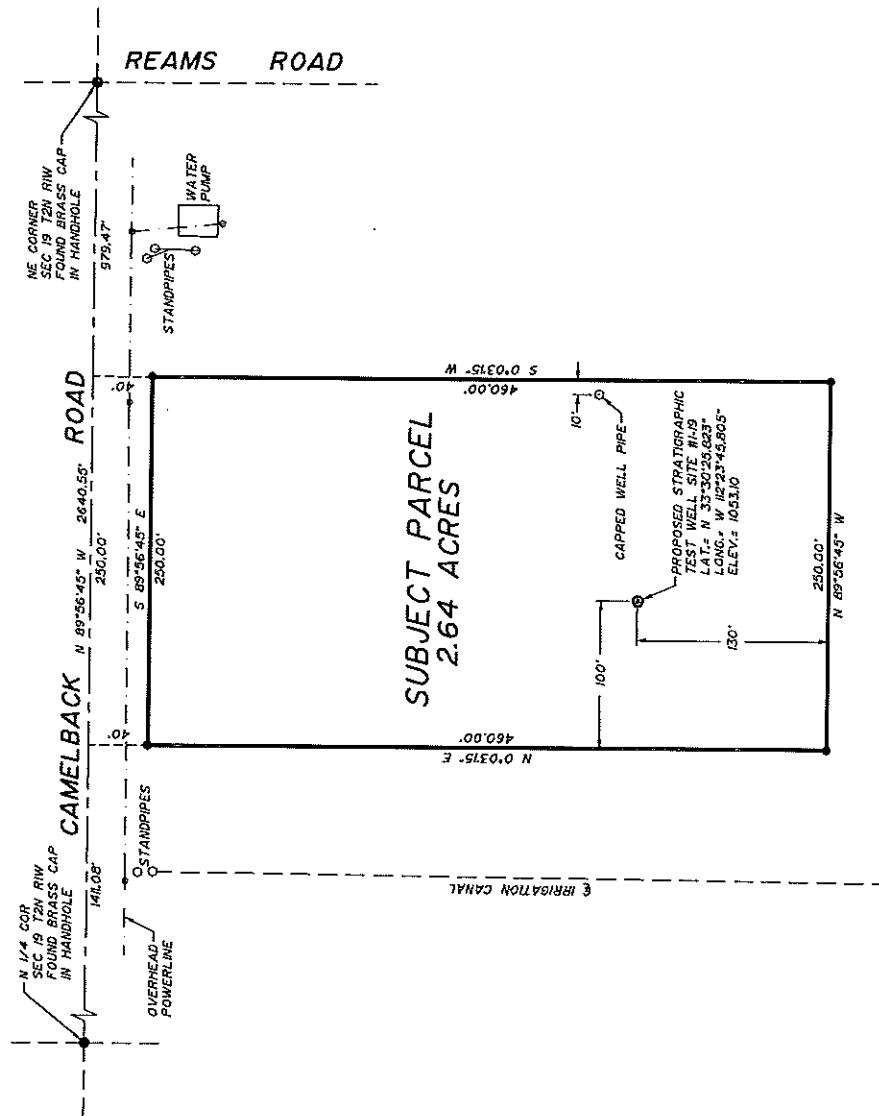 REAMS ROAD
NE CORNER
SEC 19 T2N R1W
FOUND BRASS CAP
IN HANDHOLE
979.47'
WATER
PUMP
STANDPIPES
CAMELBACK ROAD
N 89°56'45" W 2640.55'
250.00'
40'
40'
S 89°56'45" E
250.00'
S 0°03'15" W
460.00'
SUBJECT PARCEL
2.64 ACRES
10'
CAPPED WELL PIPE
PROPOSED STRATIGRAPHIC
TEST WELL SITE #1-19
LAT.= N 33°30'25.823"
LONG.= W 112°23'45.805"
ELEV.= 1053.10
100'
130'
250.00'
N 89°56'45" W
460.00'
N 0°03'15" E
N 1/4 COR
SEC 19 T2N R1W
FOUND BRASS CAP
IN HANDHOLE
1411.08'
STANDPIPES
OVERHEAD
POWERLINE
℄ IRRIGATION CANAL